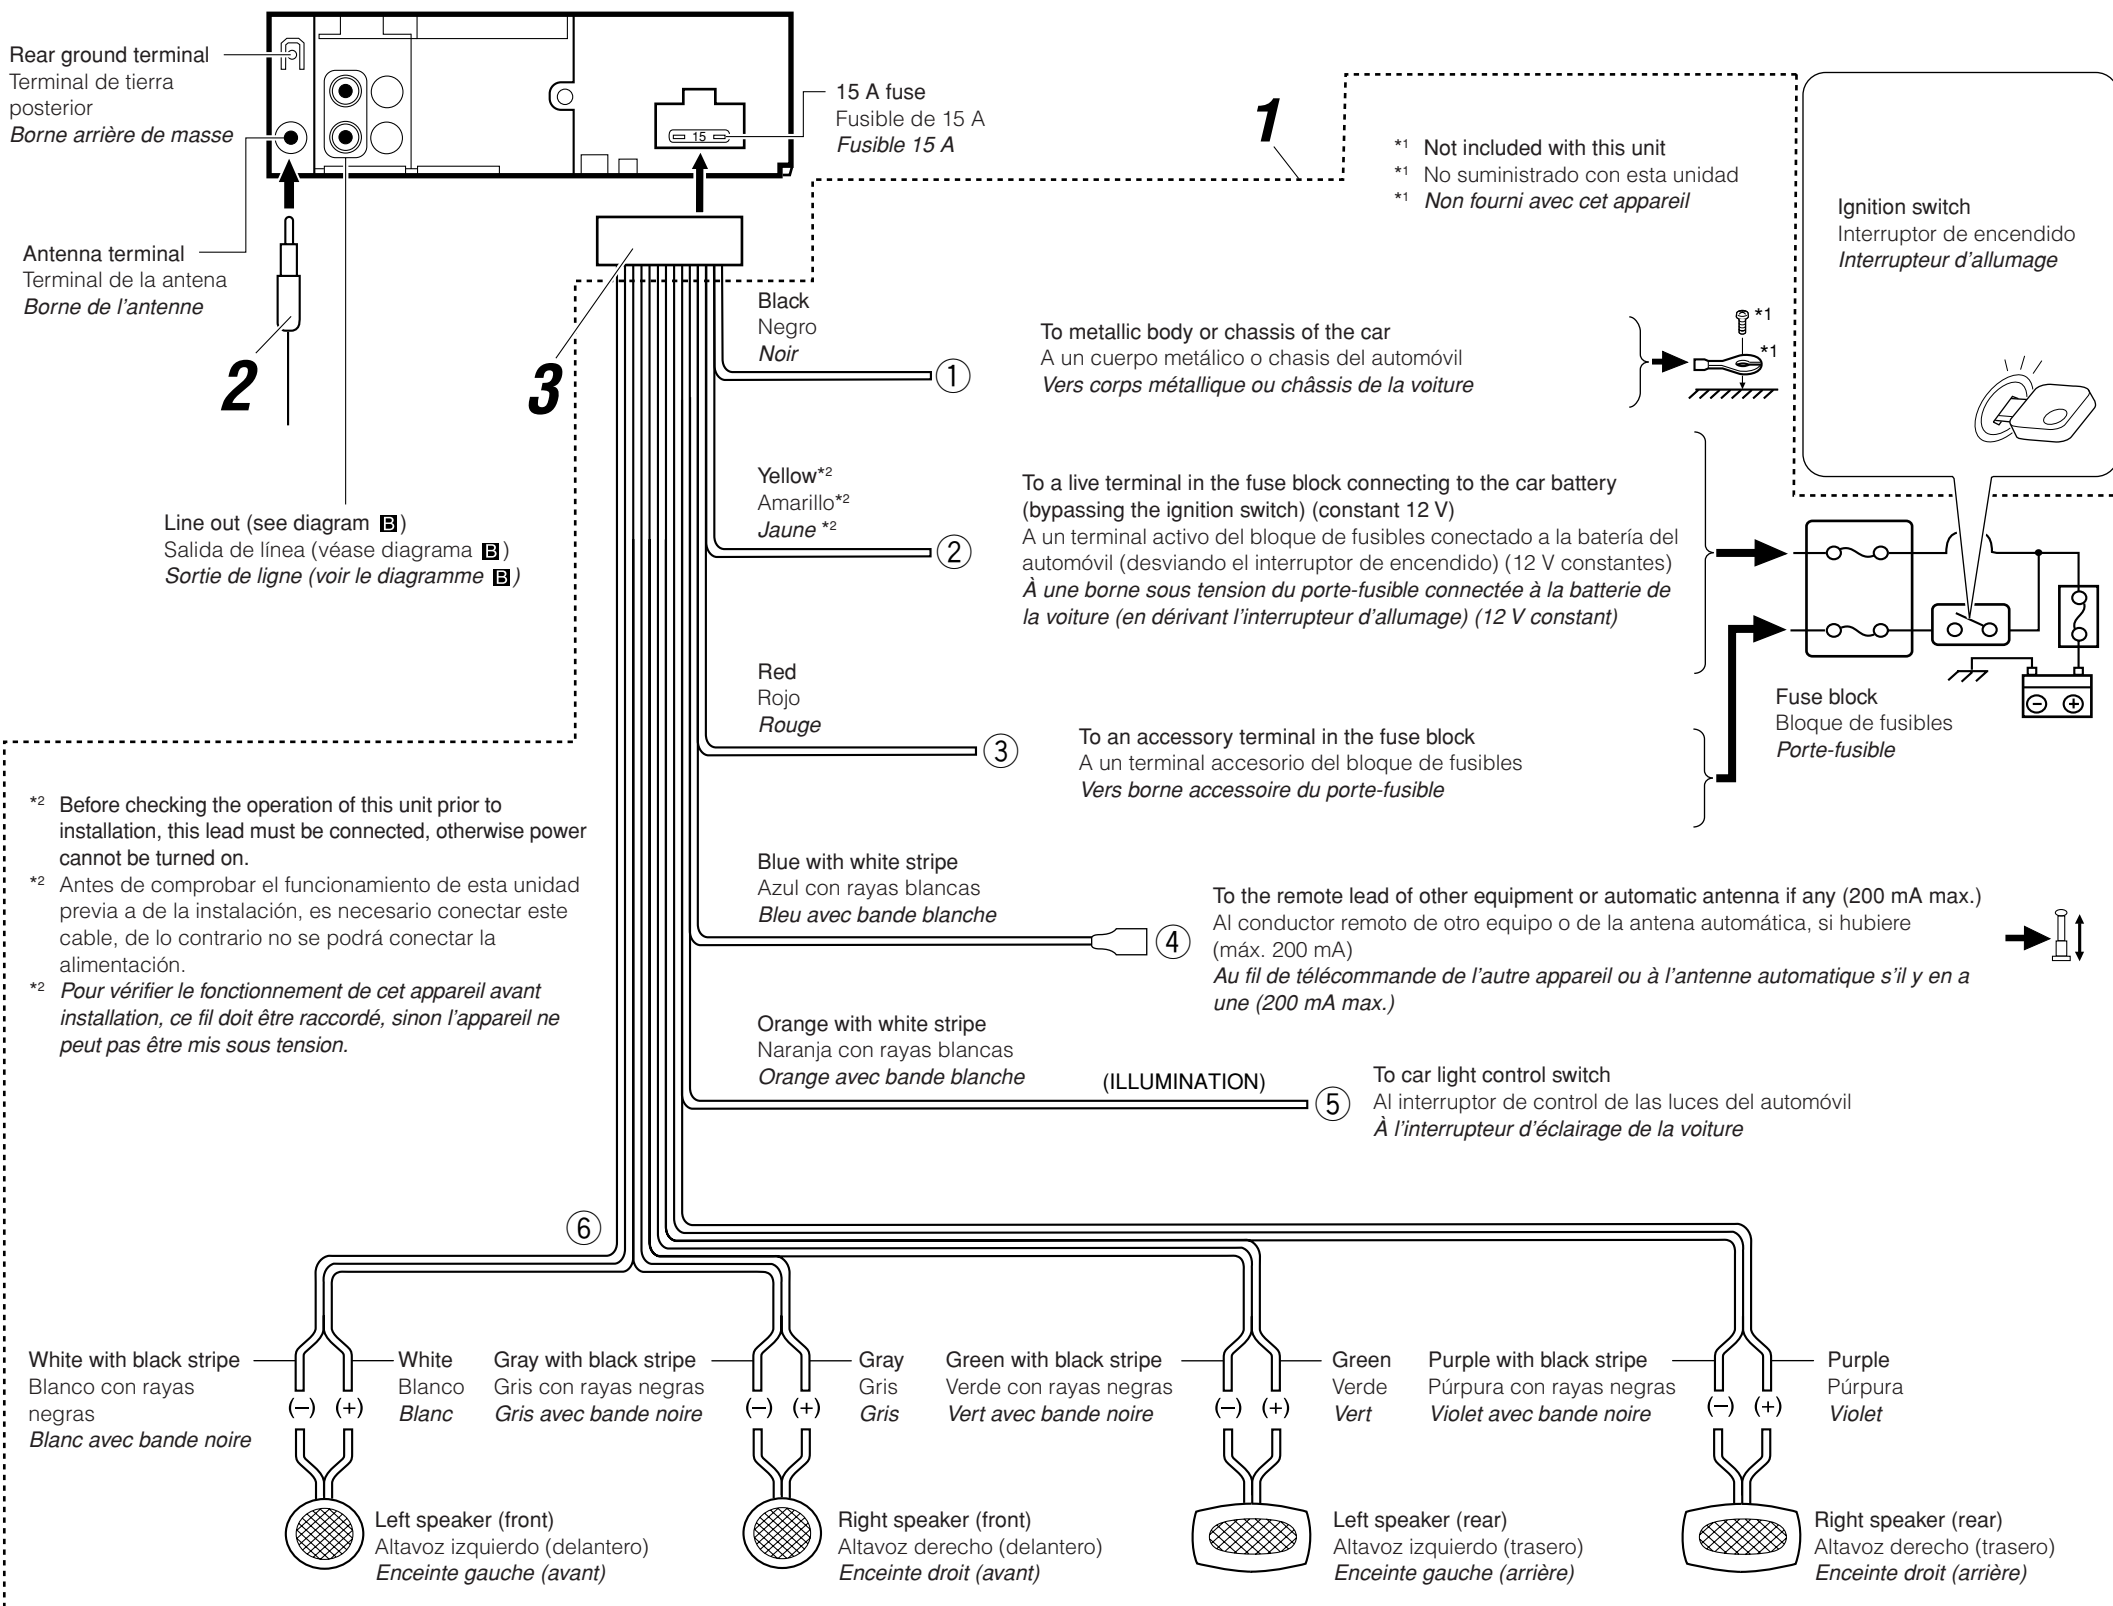 Rear ground terminal
Terminal de tierra
posterior
Borne arrière de masse
15 A fuse
Fusible de 15 A
Fusible 15 A
15
1
*1 Not included with this unit
*1 No suministrado con esta unidad
*1 Non fourni avec cet appareil
Ignition switch
Interruptor de encendido
Interrupteur d'allumage
Antenna terminal
Terminal de la antena
Borne de l'antenne
2
3
Black
Negro
Noir
①
To metallic body or chassis of the car
A un cuerpo metálico o chasis del automóvil
Vers corps métallique ou châssis de la voiture
*1
*1
Line out (see diagram B)
Salida de línea (véase diagrama B)
Sortie de ligne (voir le diagramme B)
Yellow*2
Amarillo*2
Jaune *2
②
To a live terminal in the fuse block connecting to the car battery
(bypassing the ignition switch) (constant 12 V)
A un terminal activo del bloque de fusibles conectado a la batería del
automóvil (desviando el interruptor de encendido) (12 V constantes)
À une borne sous tension du porte-fusible connectée à la batterie de
la voiture (en dérivant l'interrupteur d'allumage) (12 V constant)
Red
Rojo
Rouge
③
To an accessory terminal in the fuse block
A un terminal accesorio del bloque de fusibles
Vers borne accessoire du porte-fusible
Fuse block
Bloque de fusibles
Porte-fusible
*2 Before checking the operation of this unit prior to
installation, this lead must be connected, otherwise power
cannot be turned on.
*2 Antes de comprobar el funcionamiento de esta unidad
previa a de la instalación, es necesario conectar este
cable, de lo contrario no se podrá conectar la
alimentación.
*2 Pour vérifier le fonctionnement de cet appareil avant
installation, ce fil doit être raccordé, sinon l'appareil ne
peut pas être mis sous tension.
Blue with white stripe
Azul con rayas blancas
Bleu avec bande blanche
④
To the remote lead of other equipment or automatic antenna if any (200 mA max.)
Al conductor remoto de otro equipo o de la antena automática, si hubiere
(máx. 200 mA)
Au fil de télécommande de l'autre appareil ou à l'antenne automatique s'il y en a
une (200 mA max.)
Orange with white stripe
Naranja con rayas blancas
Orange avec bande blanche
(ILLUMINATION)
⑤
To car light control switch
Al interruptor de control de las luces del automóvil
À l'interrupteur d'éclairage de la voiture
⑥
White with black stripe
Blanco con rayas
negras
Blanc avec bande noire
(−) (+)
White
Blanco
Blanc
Gray with black stripe
Gris con rayas negras
Gris avec bande noire
(−) (+)
Gray
Gris
Gris
Green with black stripe
Verde con rayas negras
Vert avec bande noire
(−) (+)
Green
Verde
Vert
Purple with black stripe
Púrpura con rayas negras
Violet avec bande noire
(−) (+)
Purple
Púrpura
Violet
Left speaker (front)
Altavoz izquierdo (delantero)
Enceinte gauche (avant)
Right speaker (front)
Altavoz derecho (delantero)
Enceinte droit (avant)
Left speaker (rear)
Altavoz izquierdo (trasero)
Enceinte gauche (arrière)
Right speaker (rear)
Altavoz derecho (trasero)
Enceinte droit (arrière)